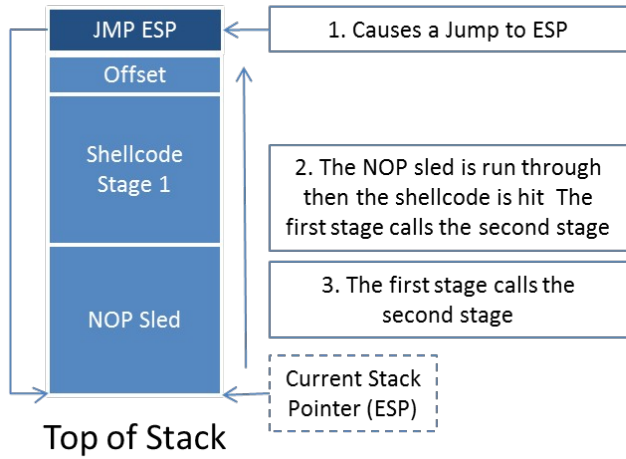 JMP ESP
1. Causes a Jump to ESP
Offset
Shellcode
Stage 1
2. The NOP sled is run through
then the shellcode is hit The
first stage calls the second stage
NOP Sled
3. The first stage calls the
second stage
Current Stack
Pointer (ESP)
Top of Stack